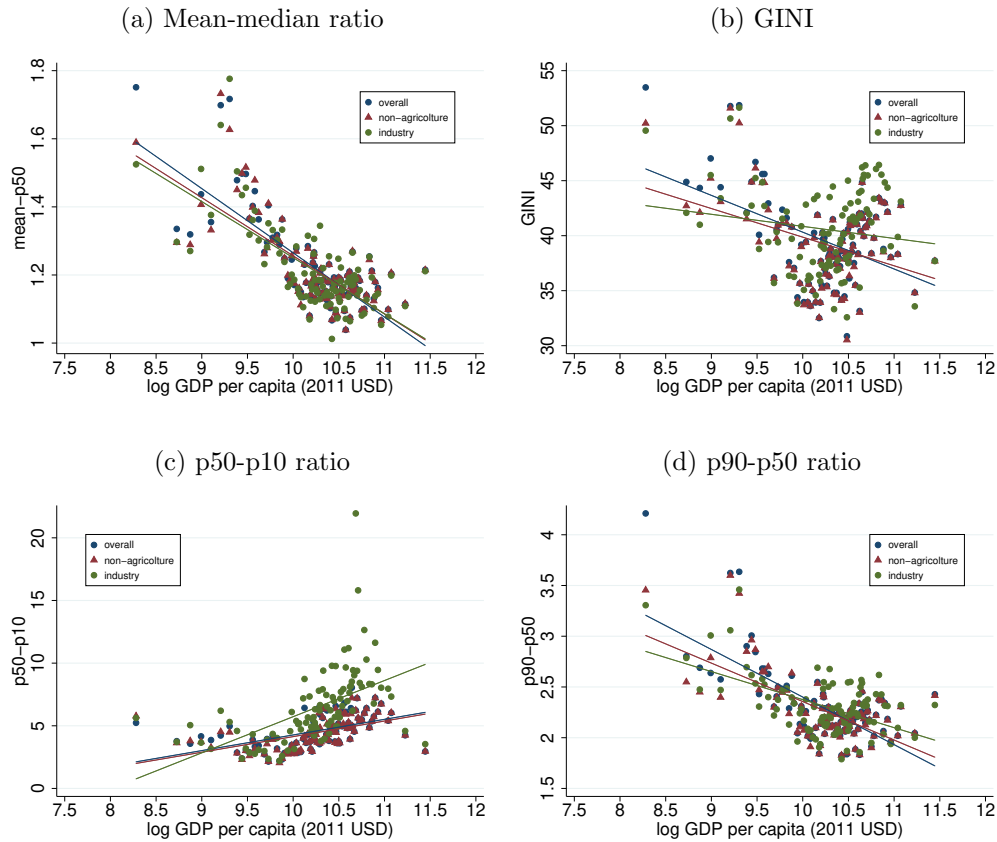 (a) Mean-median ratio
mean-p50
1 1.2 1.4 1.6 1.8
overall
non-agricolture
industry
7.5 8 8.5 9 9.5 10 10.5 11 11.5 12
log GDP per capita (2011 USD)
(b) GINI
GINI
30 35 40 45 50 55
overall
non-agricolture
industry
7.5 8 8.5 9 9.5 10 10.5 11 11.5 12
log GDP per capita (2011 USD)
(c) p50-p10 ratio
p50-p10
0 5 10 15 20
overall
non-agricolture
industry
7.5 8 8.5 9 9.5 10 10.5 11 11.5 12
log GDP per capita (2011 USD)
(d) p90-p50 ratio
p90-p50
1.5 2 2.5 3 3.5 4
overall
non-agricolture
industry
7.5 8 8.5 9 9.5 10 10.5 11 11.5 12
log GDP per capita (2011 USD)